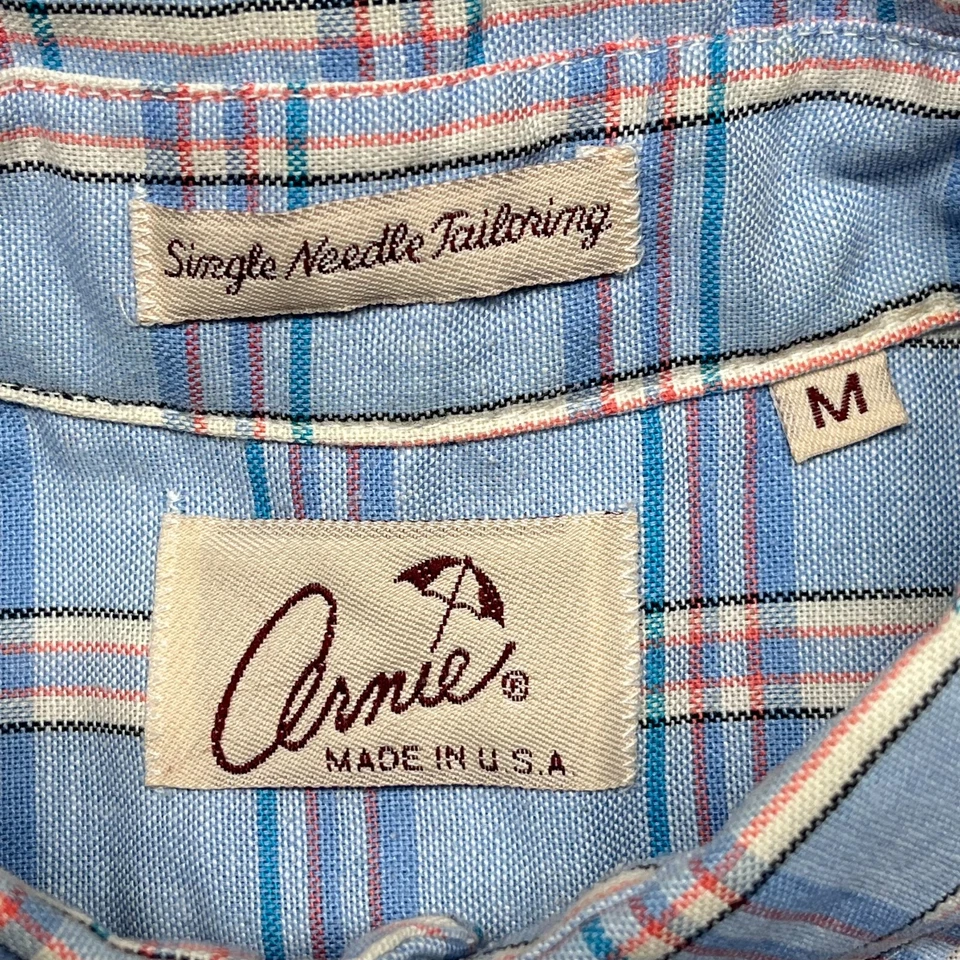 Single Needle Tailoring
M
Arnie®
MADE IN U.S.A.